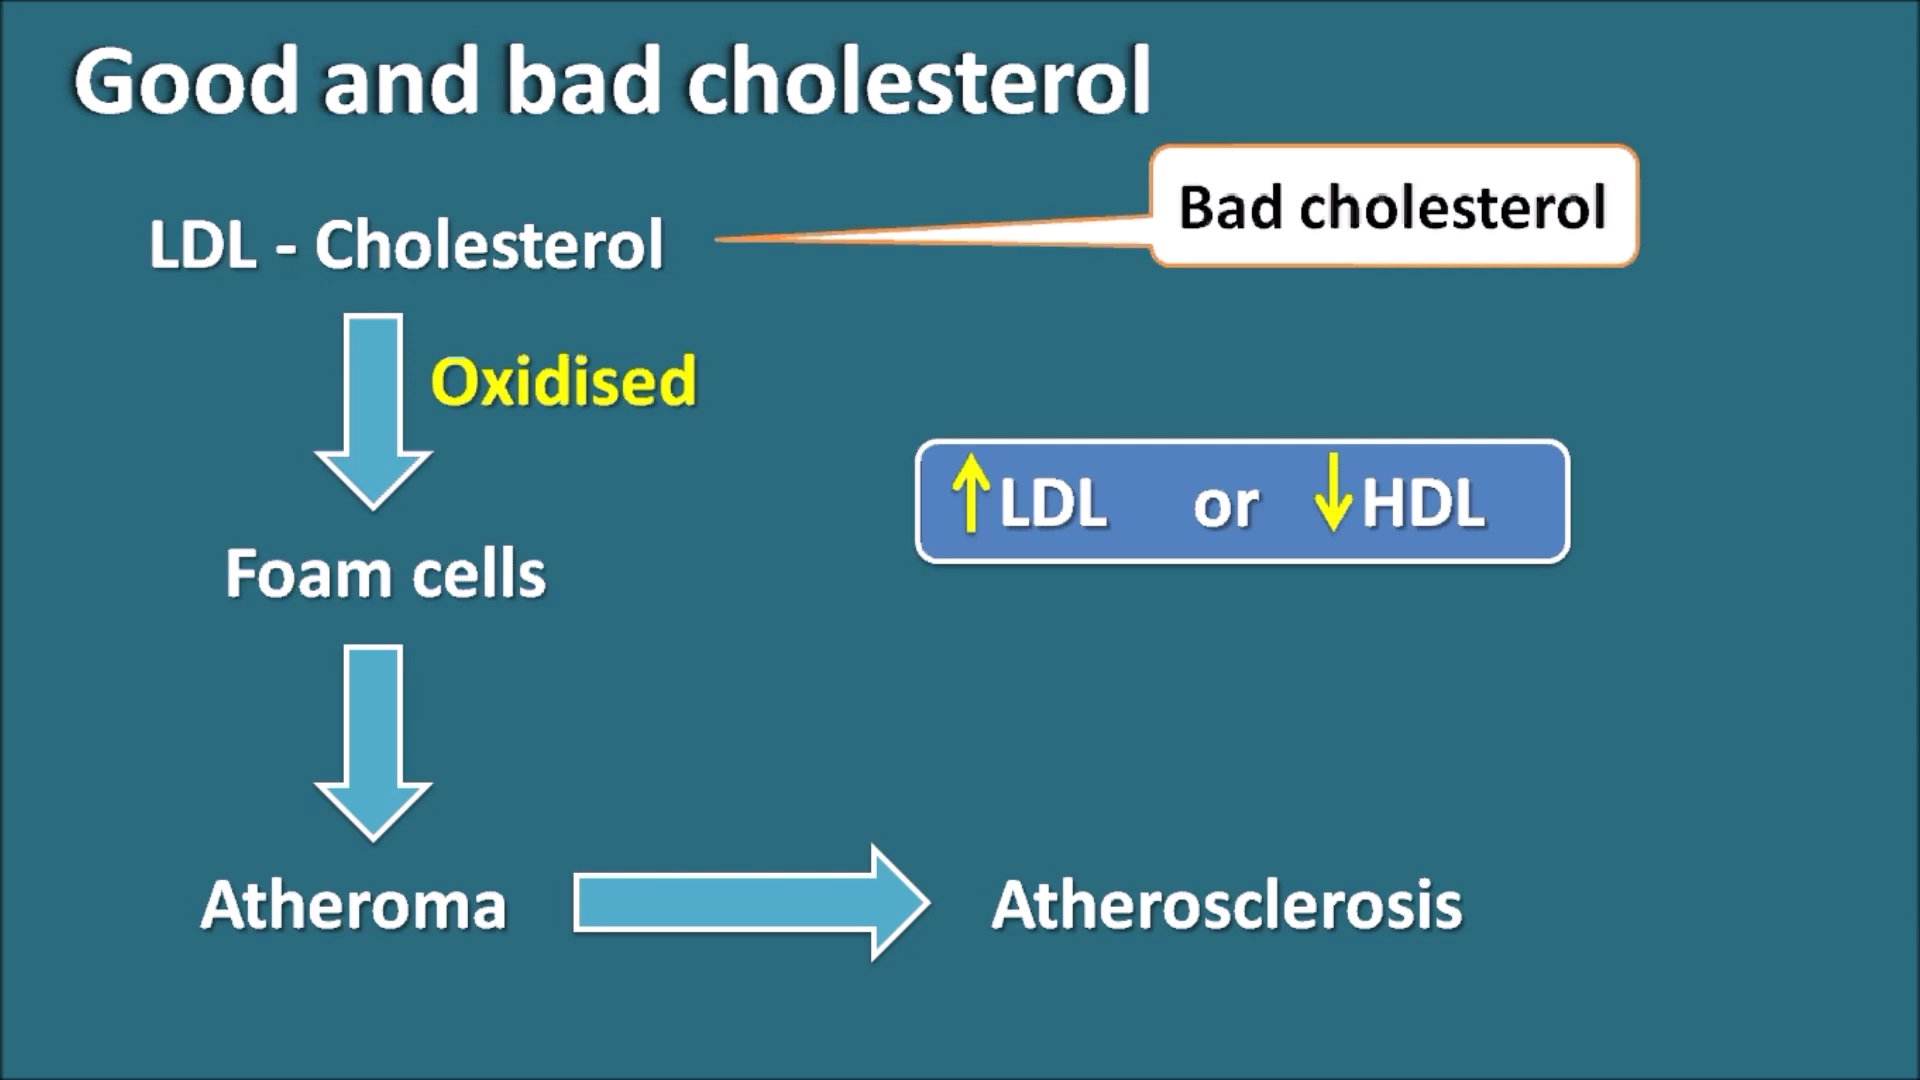 Good and bad cholesterol
Bad cholesterol
LDL - Cholesterol
Oxidised
↑LDL or ↓HDL
Foam cells
Atheroma
Atherosclerosis